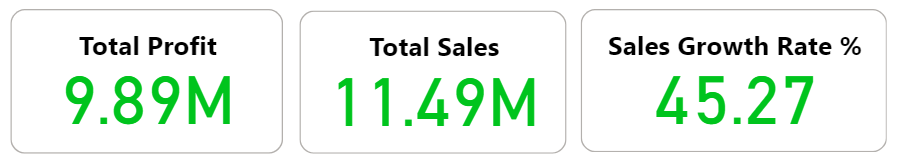 Total Profit
9.89M
Total Sales
11.49M
Sales Growth Rate %
45.27